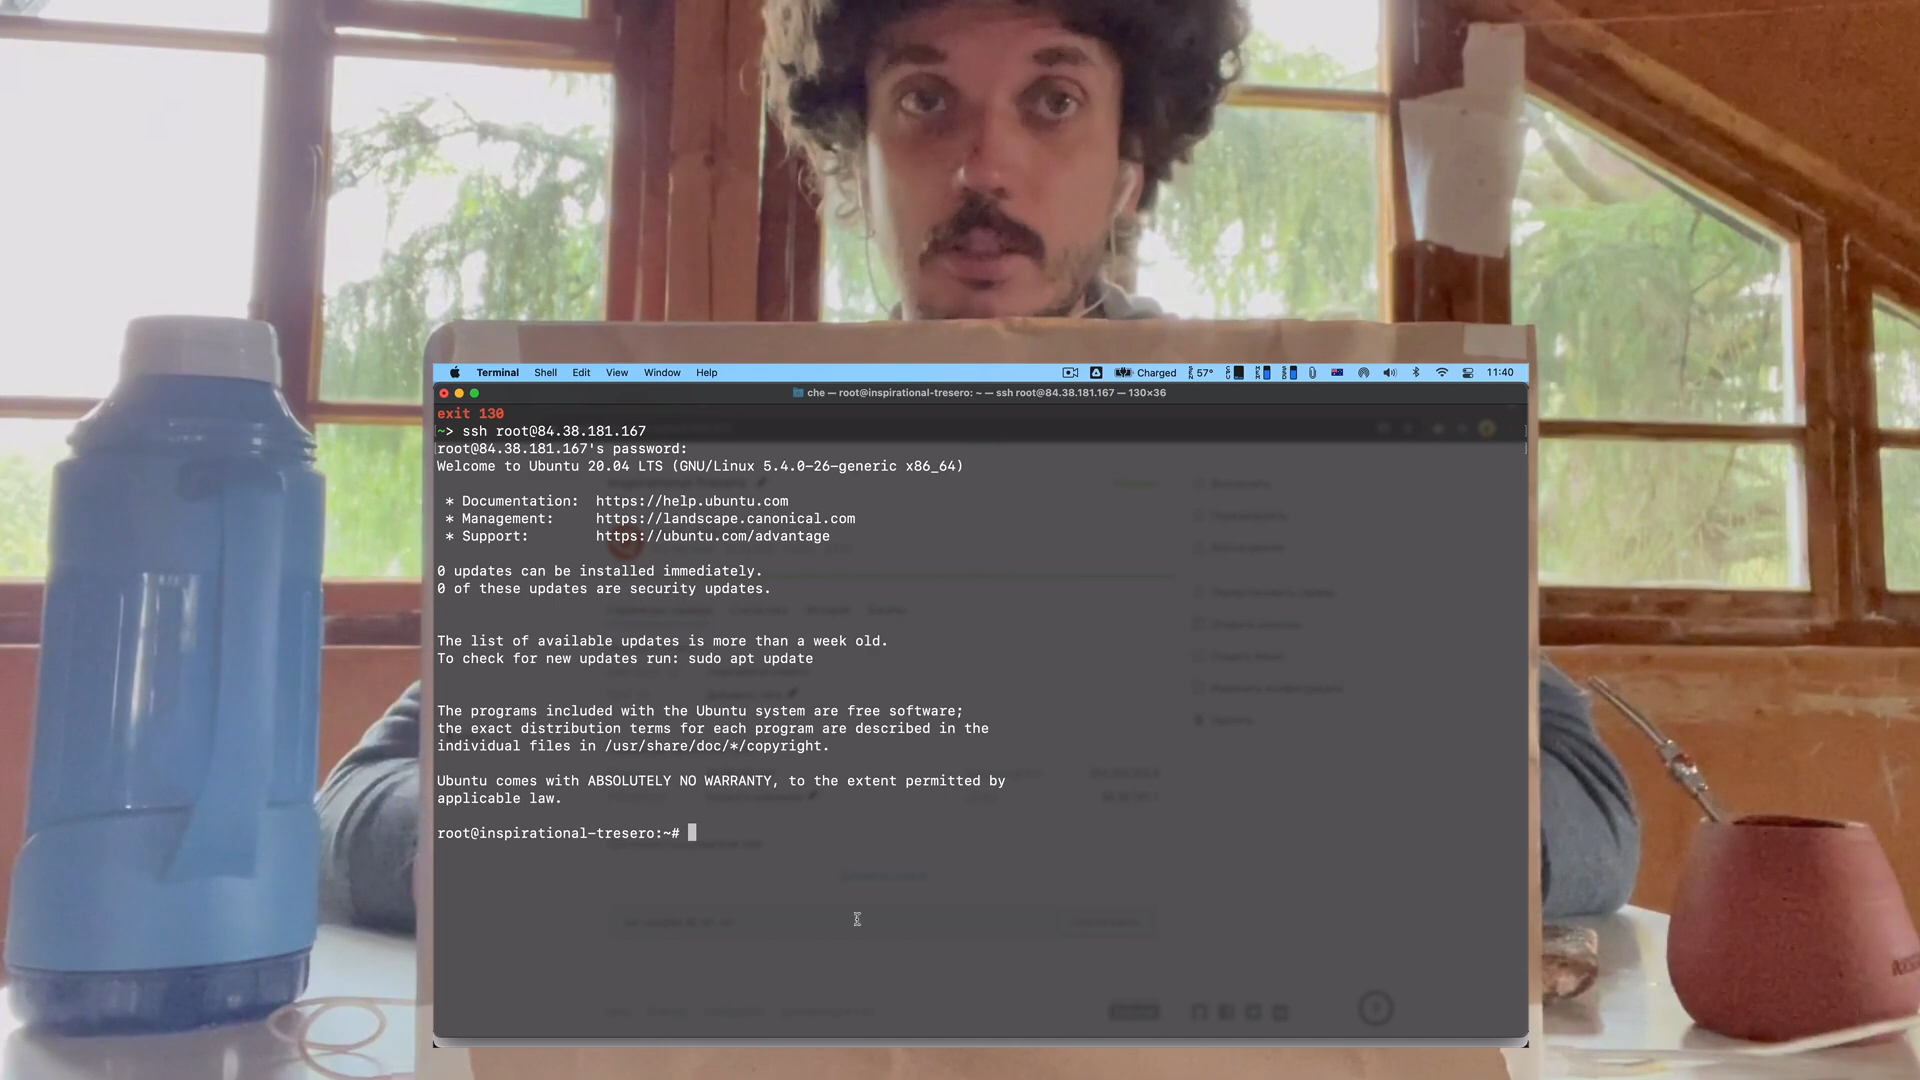 Terminal Shell Edit View Window Help Charged 57° 11:40
che — root@inspirational-tresero: ~ — ssh root@84.38.181.167 — 130×36
exit 130
~> ssh root@84.38.181.167
root@84.38.181.167's password:
Welcome to Ubuntu 20.04 LTS (GNU/Linux 5.4.0-26-generic x86_64)
* Documentation: https://help.ubuntu.com
* Management: https://landscape.canonical.com
* Support: https://ubuntu.com/advantage
0 updates can be installed immediately.
0 of these updates are security updates.
The list of available updates is more than a week old.
To check for new updates run: sudo apt update
The programs included with the Ubuntu system are free software;
the exact distribution terms for each program are described in the
individual files in /usr/share/doc/*/copyright.
Ubuntu comes with ABSOLUTELY NO WARRANTY, to the extent permitted by
applicable law.
root@inspirational-tresero:~#